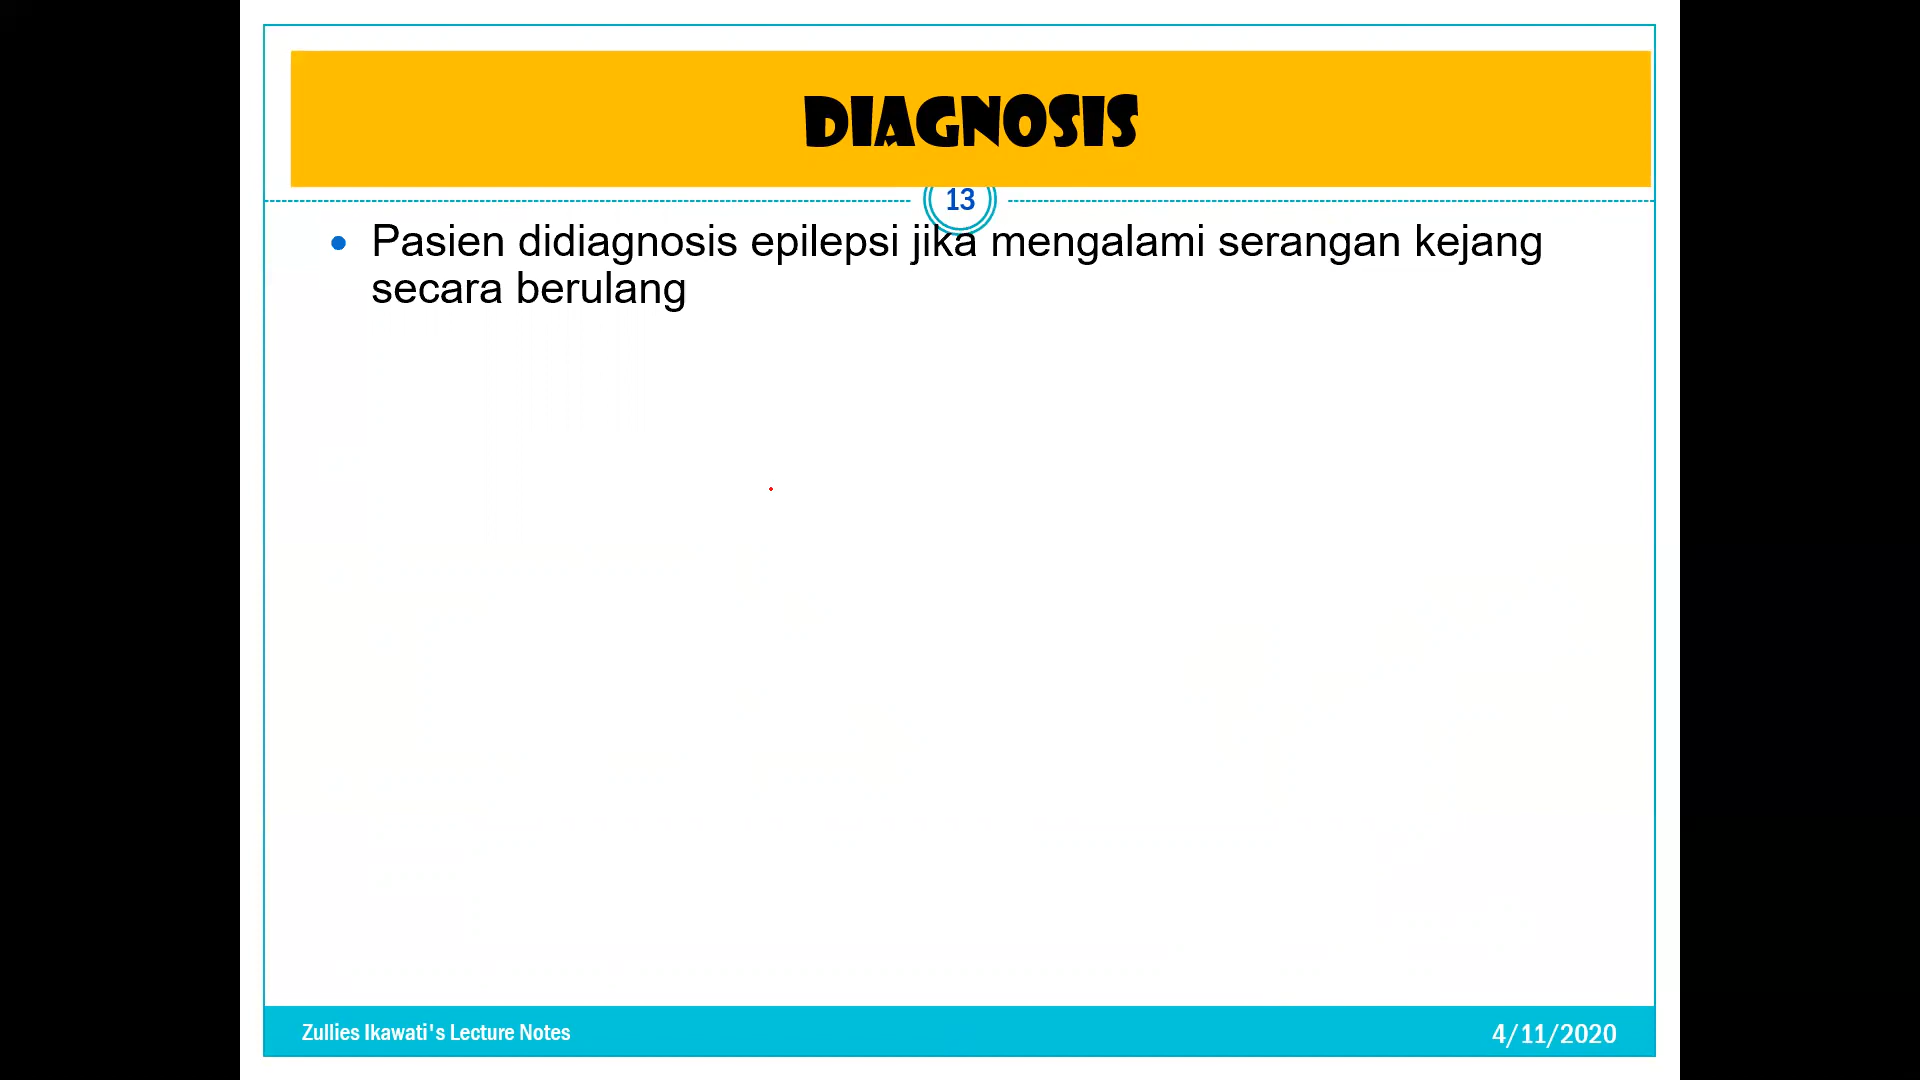 DIAGNOSIS
13
• Pasien didiagnosis epilepsi jika mengalami serangan kejang
secara berulang
Zullies Ikawati's Lecture Notes
4/11/2020